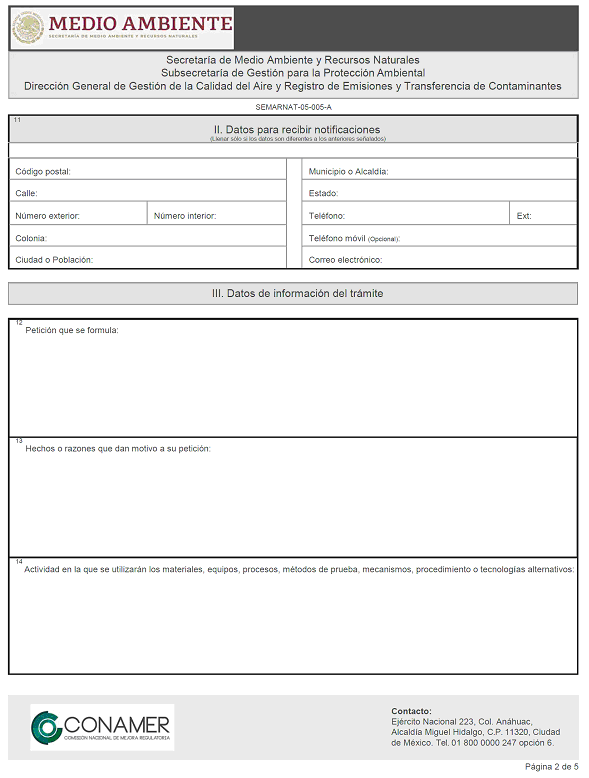 MEDIO AMBIENTE
SECRETARÍA DE MEDIO AMBIENTE Y RECURSOS NATURALES
Secretaría de Medio Ambiente y Recursos Naturales
Subsecretaría de Gestión para la Protección Ambiental
Dirección General de Gestión de la Calidad del Aire y Registro de Emisiones y Transferencia de Contaminantes
SEMARNAT-05-005-A
11
II. Datos para recibir notificaciones
(Llenar sólo si los datos son diferentes a los anteriores señalados)
Código postal:
Municipio o Alcaldía:
Calle:
Estado:
Número exterior:
Número interior:
Teléfono:
Ext:
Colonia:
Teléfono móvil (Opcional):
Ciudad o Población:
Correo electrónico:
III. Datos de información del trámite
12
Petición que se formula:
13
Hechos o razones que dan motivo a su petición:
14
Actividad en la que se utilizarán los materiales, equipos, procesos, métodos de prueba, mecanismos, procedimiento o tecnologías alternativos:
CONAMER
COMISIÓN NACIONAL DE MEJORA REGULATORIA
Contacto:
Ejército Nacional 223, Col. Anáhuac,
Alcaldía Miguel Hidalgo, C.P. 11320, Ciudad
de México. Tel. 01 800 0000 247 opción 6.
Página 2 de 5